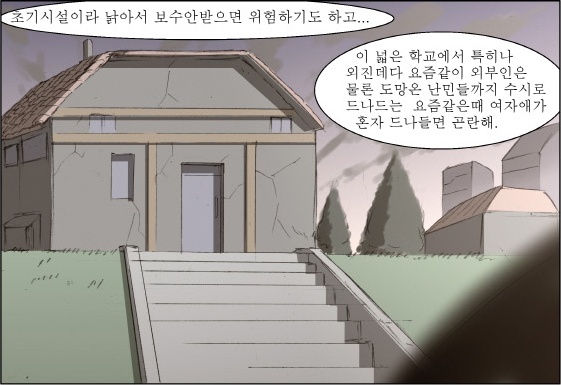 초기시설이라 낡아서 보수안받으면 위험하기도 하고...
이 넓은 학교에서 특히나
외진데다 요즘같이 외부인은
물론 도망온 난민들까지 수시로
드나드는 요즘같은때 여자애가
혼자 드나들면 곤란해.